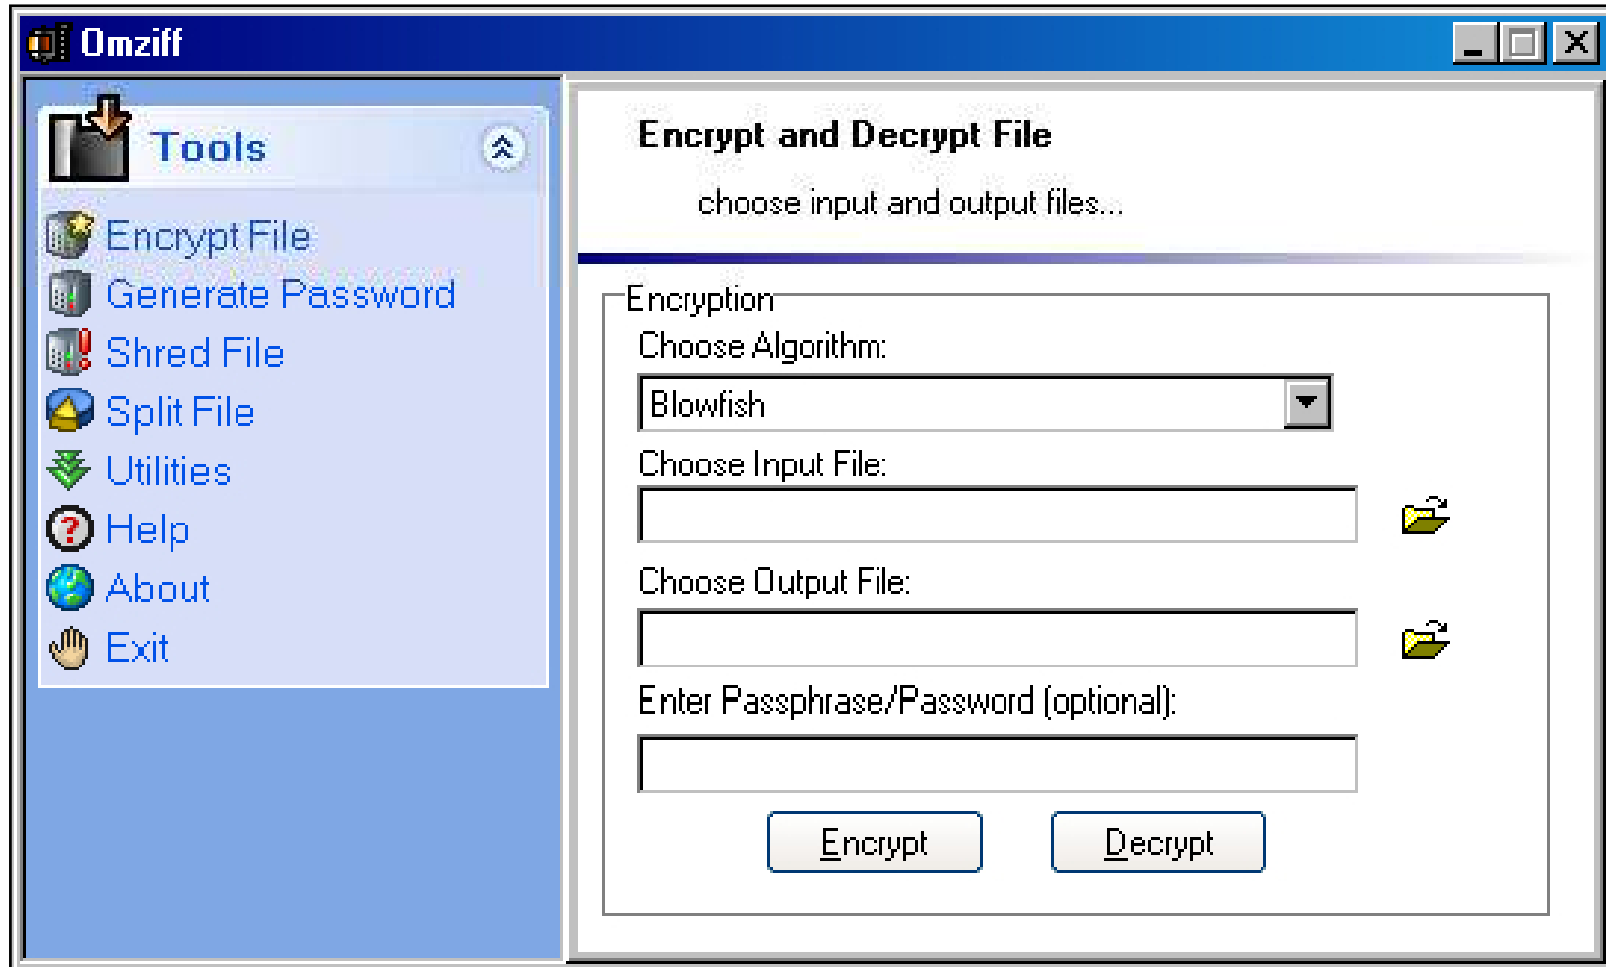 Omziff
Tools
Encrypt File
Generate Password
Shred File
Split File
Utilities
Help
About
Exit
Encrypt and Decrypt File
choose input and output files...
Encryption
Choose Algorithm:
Blowfish
Choose Input File:
Choose Output File:
Enter Passphrase/Password (optional):
Encrypt
Decrypt